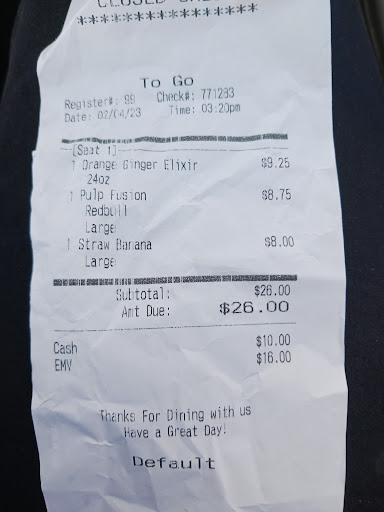 *******************
To Go
Register#: 99 Check#: 771283
Date: 02/04/23 Time: 03:20pm
[Seat 1]
1 Orange Ginger Elixir $9.25
24oz
1 Pulp Fusion $8.75
Redbull
Large
1 Straw Banana $8.00
Large
Subtotal: $26.00
Amt Due: $26.00
Cash $10.00
EMV $16.00
Thanks For Dining with us
Have a Great Day!
Default